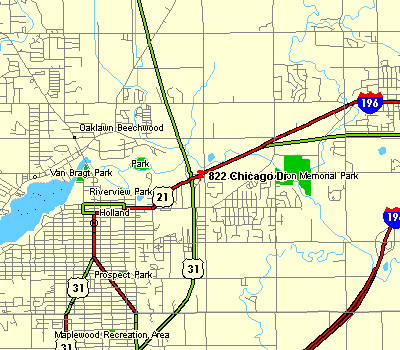 196
Oaklawn Beechwood
Park
Van Bragt Park
822 Chicago Dr
on Memorial Park
Riverview Park
21
Holland
196
31
Prospect Park
31
Maplewood Recreation Area
31